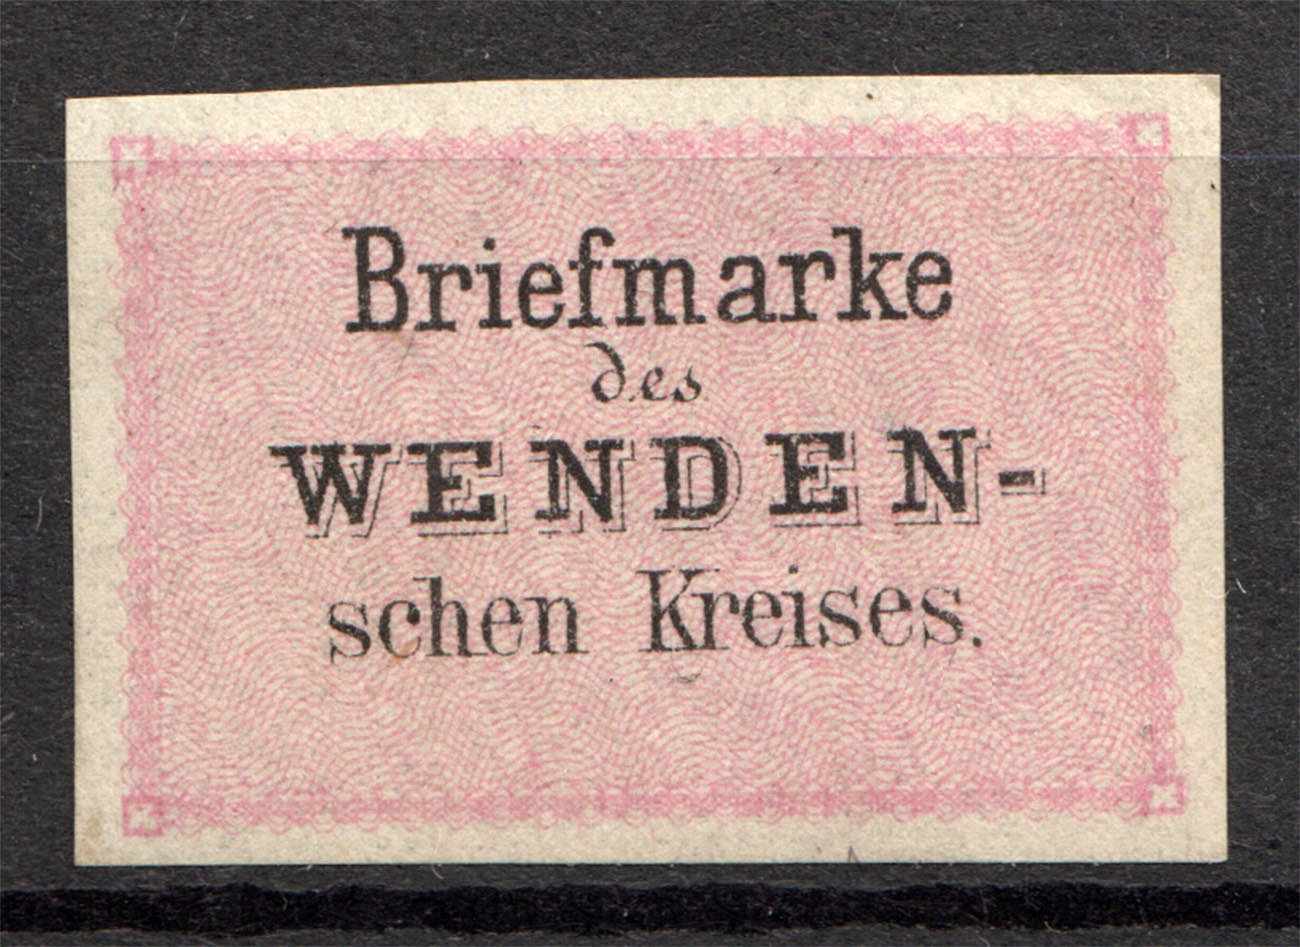 Briefmarke
des
WENDEN-
schen Kreises.